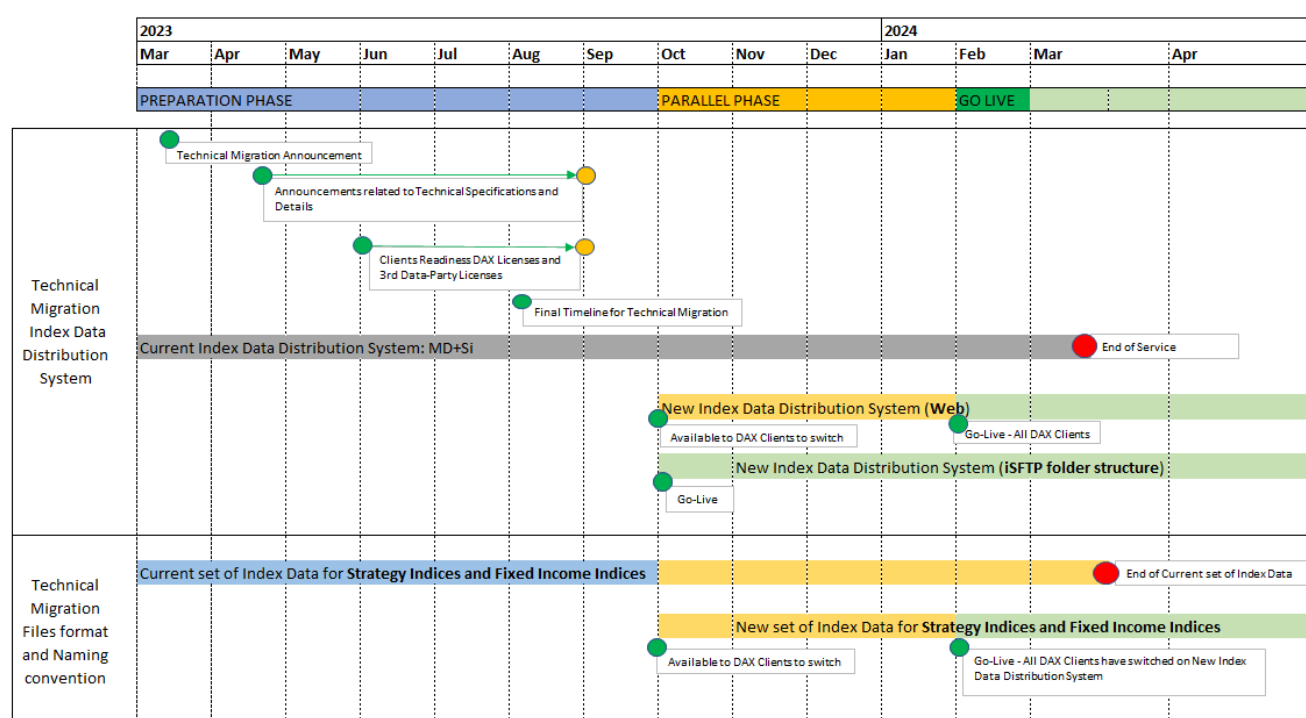 2023 2024
Mar Apr May Jun Jul Aug Sep Oct Nov Dec Jan Feb Mar Apr
PREPARATION PHASE PARALLEL PHASE GO LIVE
Technical
Migration
Index Data
Distribution
System
Technical Migration Announcement
Announcements related to Technical Specifications and
Details
Clients Readiness DAX Licenses and
3rd Data-Party Licenses
Final Timeline for Technical Migration
Current Index Data Distribution System: MD+Si
End of Service
New Index Data Distribution System (Web)
Available to DAX Clients to switch
Go-Live - All DAX Clients
New Index Data Distribution System (iSFTP folder structure)
Go-Live
Technical
Migration
Files format
and Naming
convention
Current set of Index Data for Strategy Indices and Fixed Income Indices
End of Current set of Index Data
New set of Index Data for Strategy Indices and Fixed Income Indices
Available to DAX Clients to switch
Go-Live - All DAX Clients have switched on New Index
Data Distribution System